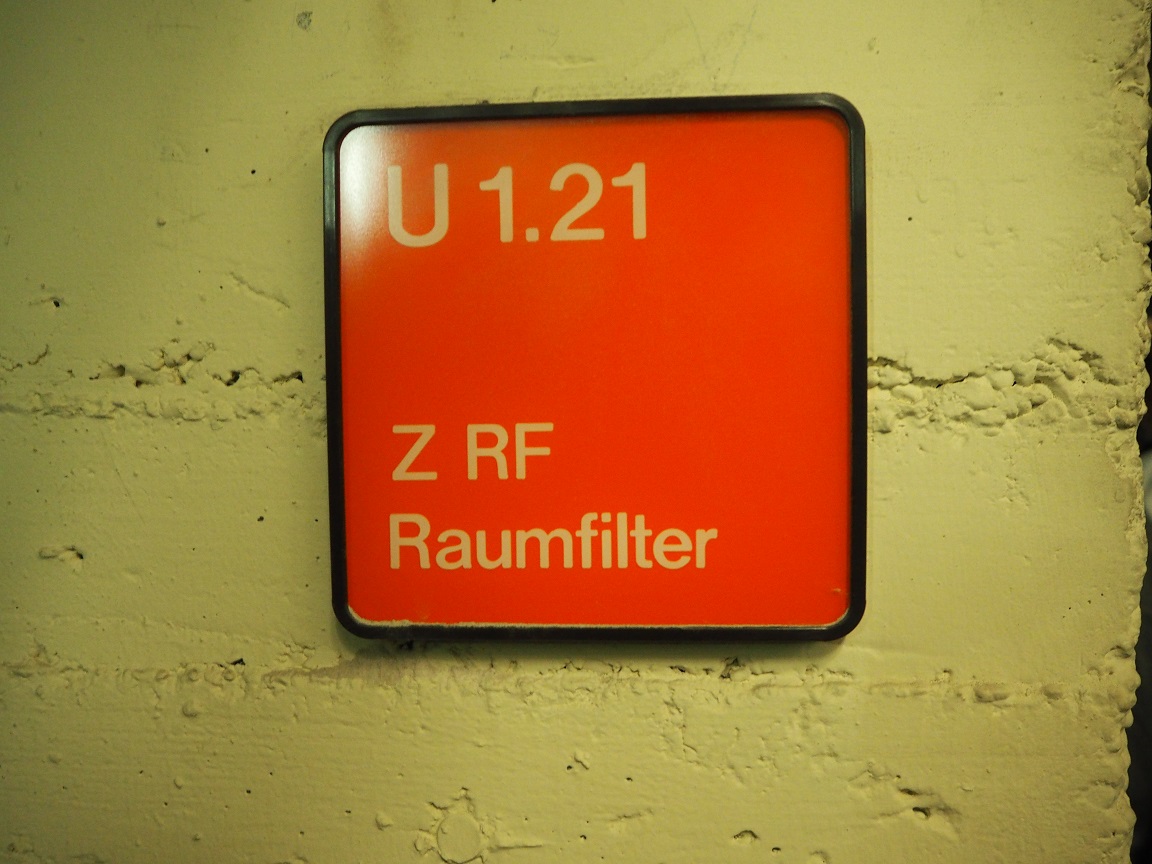 U 1.21
Z RF
Raumfilter